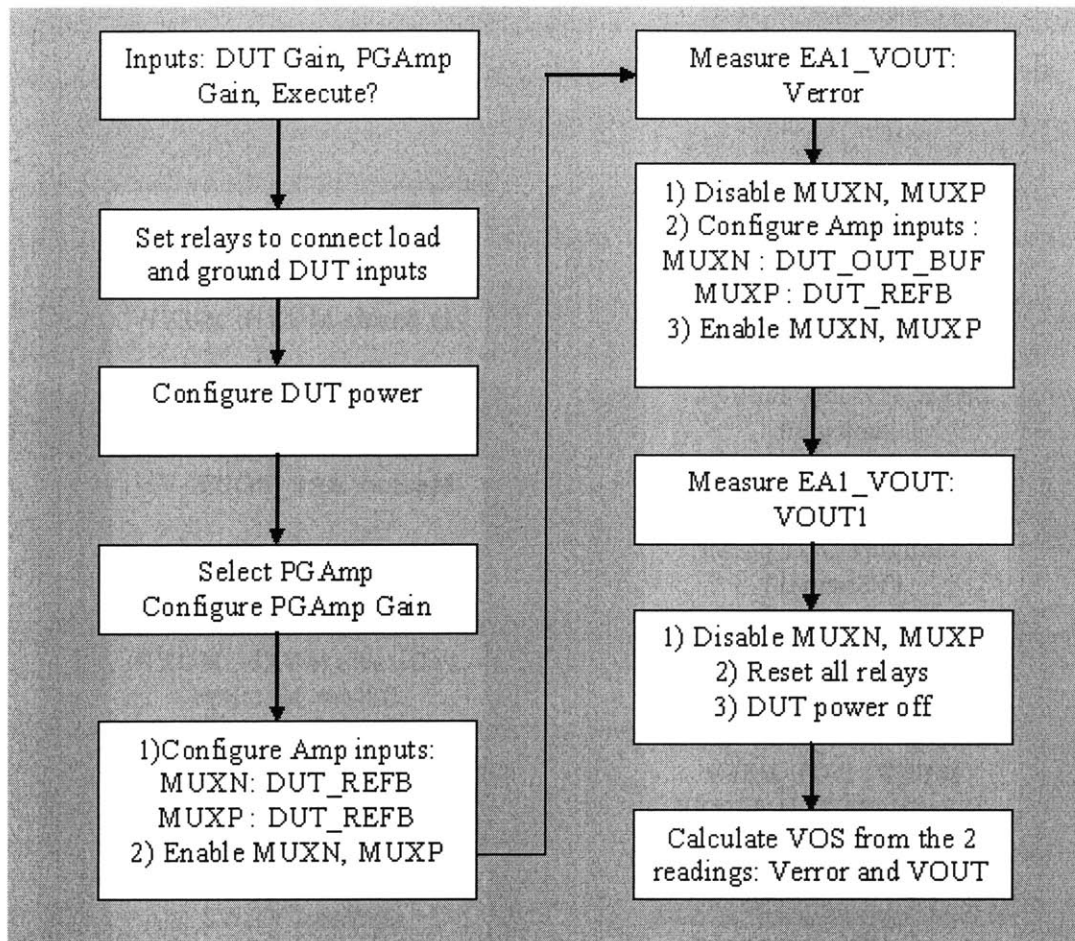 Inputs: DUT Gain, PGAmp
Gain, Execute?
Set relays to connect load
and ground DUT inputs
Configure DUT power
Select PGAmp
Configure PGAmp Gain
1)Configure Amp inputs:
MUXN: DUT_REFB
MUXP : DUT_REFB
2) Enable MUXN, MUXP
Measure EA1_VOUT:
Verror
1) Disable MUXN, MUXP
2) Configure Amp inputs :
MUXN : DUT_OUT_BUF
MUXP : DUT_REFB
3) Enable MUXN, MUXP
Measure EA1_VOUT:
VOUT1
1) Disable MUXN, MUXP
2) Reset all relays
3) DUT power off
Calculate VOS from the 2
readings: Verror and VOUT